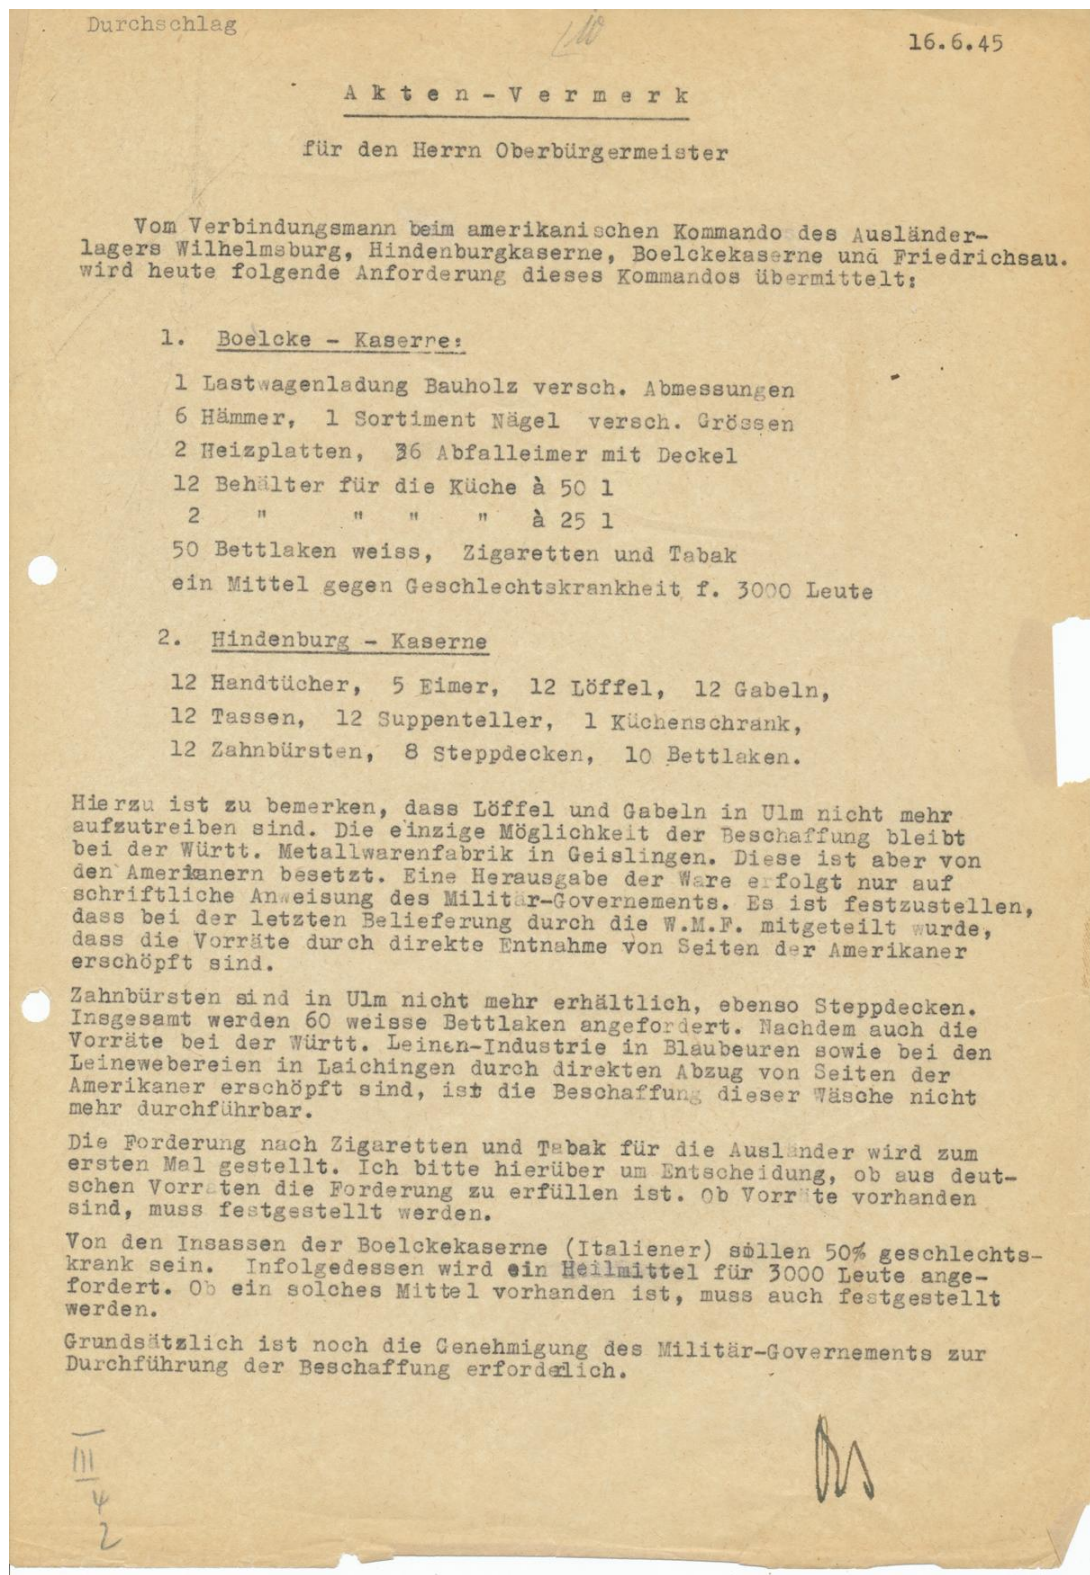 Durchschlag
16.6.45
Akten-Vermerk
für den Herrn Oberbürgermeister
Vom Verbindungsmann beim amerikanischen Kommando des Ausländer-
lagers Wilhelmsburg, Hindenburgkaserne, Boelckekaserne und Friedrichsau.
wird heute folgende Anforderung dieses Kommandos übermittelt:
1. Boelcke - Kaserne:
1 Lastwagenladung Bauholz versch. Abmessungen
6 Hämmer, 1 Sortiment Nägel versch. Grössen
2 Heizplatten, 36 Abfalleimer mit Deckel
12 Behälter für die Küche à 50 l
2 " " " " à 25 l
50 Bettlaken weiss, Zigaretten und Tabak
ein Mittel gegen Geschlechtskrankheit f. 3000 Leute
2. Hindenburg - Kaserne
12 Handtücher, 5 Eimer, 12 Löffel, 12 Gabeln,
12 Tassen, 12 Suppenteller, 1 Küchenschrank,
12 Zahnbürsten, 8 Steppdecken, 10 Bettlaken.
Hierzu ist zu bemerken, dass Löffel und Gabeln in Ulm nicht mehr
aufzutreiben sind. Die einzige Möglichkeit der Beschaffung bleibt
bei der Württ. Metallwarenfabrik in Geislingen. Diese ist aber von
den Amerikanern besetzt. Eine Herausgabe der Ware erfolgt nur auf
schriftliche Anweisung des Militär-Governements. Es ist festzustellen,
dass bei der letzten Belieferung durch die W.M.F. mitgeteilt wurde,
dass die Vorräte durch direkte Entnahme von Seiten der Amerikaner
erschöpft sind.
Zahnbürsten sind in Ulm nicht mehr erhältlich, ebenso Steppdecken.
Insgesamt werden 60 weisse Bettlaken angefordert. Nachdem auch die
Vorräte bei der Württ. Leinen-Industrie in Blaubeuren sowie bei den
Leinewebereien in Laichingen durch direkten Abzug von Seiten der
Amerikaner erschöpft sind, ist die Beschaffung dieser Wäsche nicht
mehr durchführbar.
Die Forderung nach Zigaretten und Tabak für die Ausländer wird zum
ersten Mal gestellt. Ich bitte hierüber um Entscheidung, ob aus deut-
schen Vorräten die Forderung zu erfüllen ist. Ob Vorräte vorhanden
sind, muss festgestellt werden.
Von den Insassen der Boelckekaserne (Italiener) sollen 50% geschlechts-
krank sein. Infolgedessen wird ein Heilmittel für 3000 Leute ange-
fordert. Ob ein solches Mittel vorhanden ist, muss auch festgestellt
werden.
Grundsätzlich ist noch die Genehmigung des Militär-Governements zur
Durchführung der Beschaffung erforderlich.
III
4
2